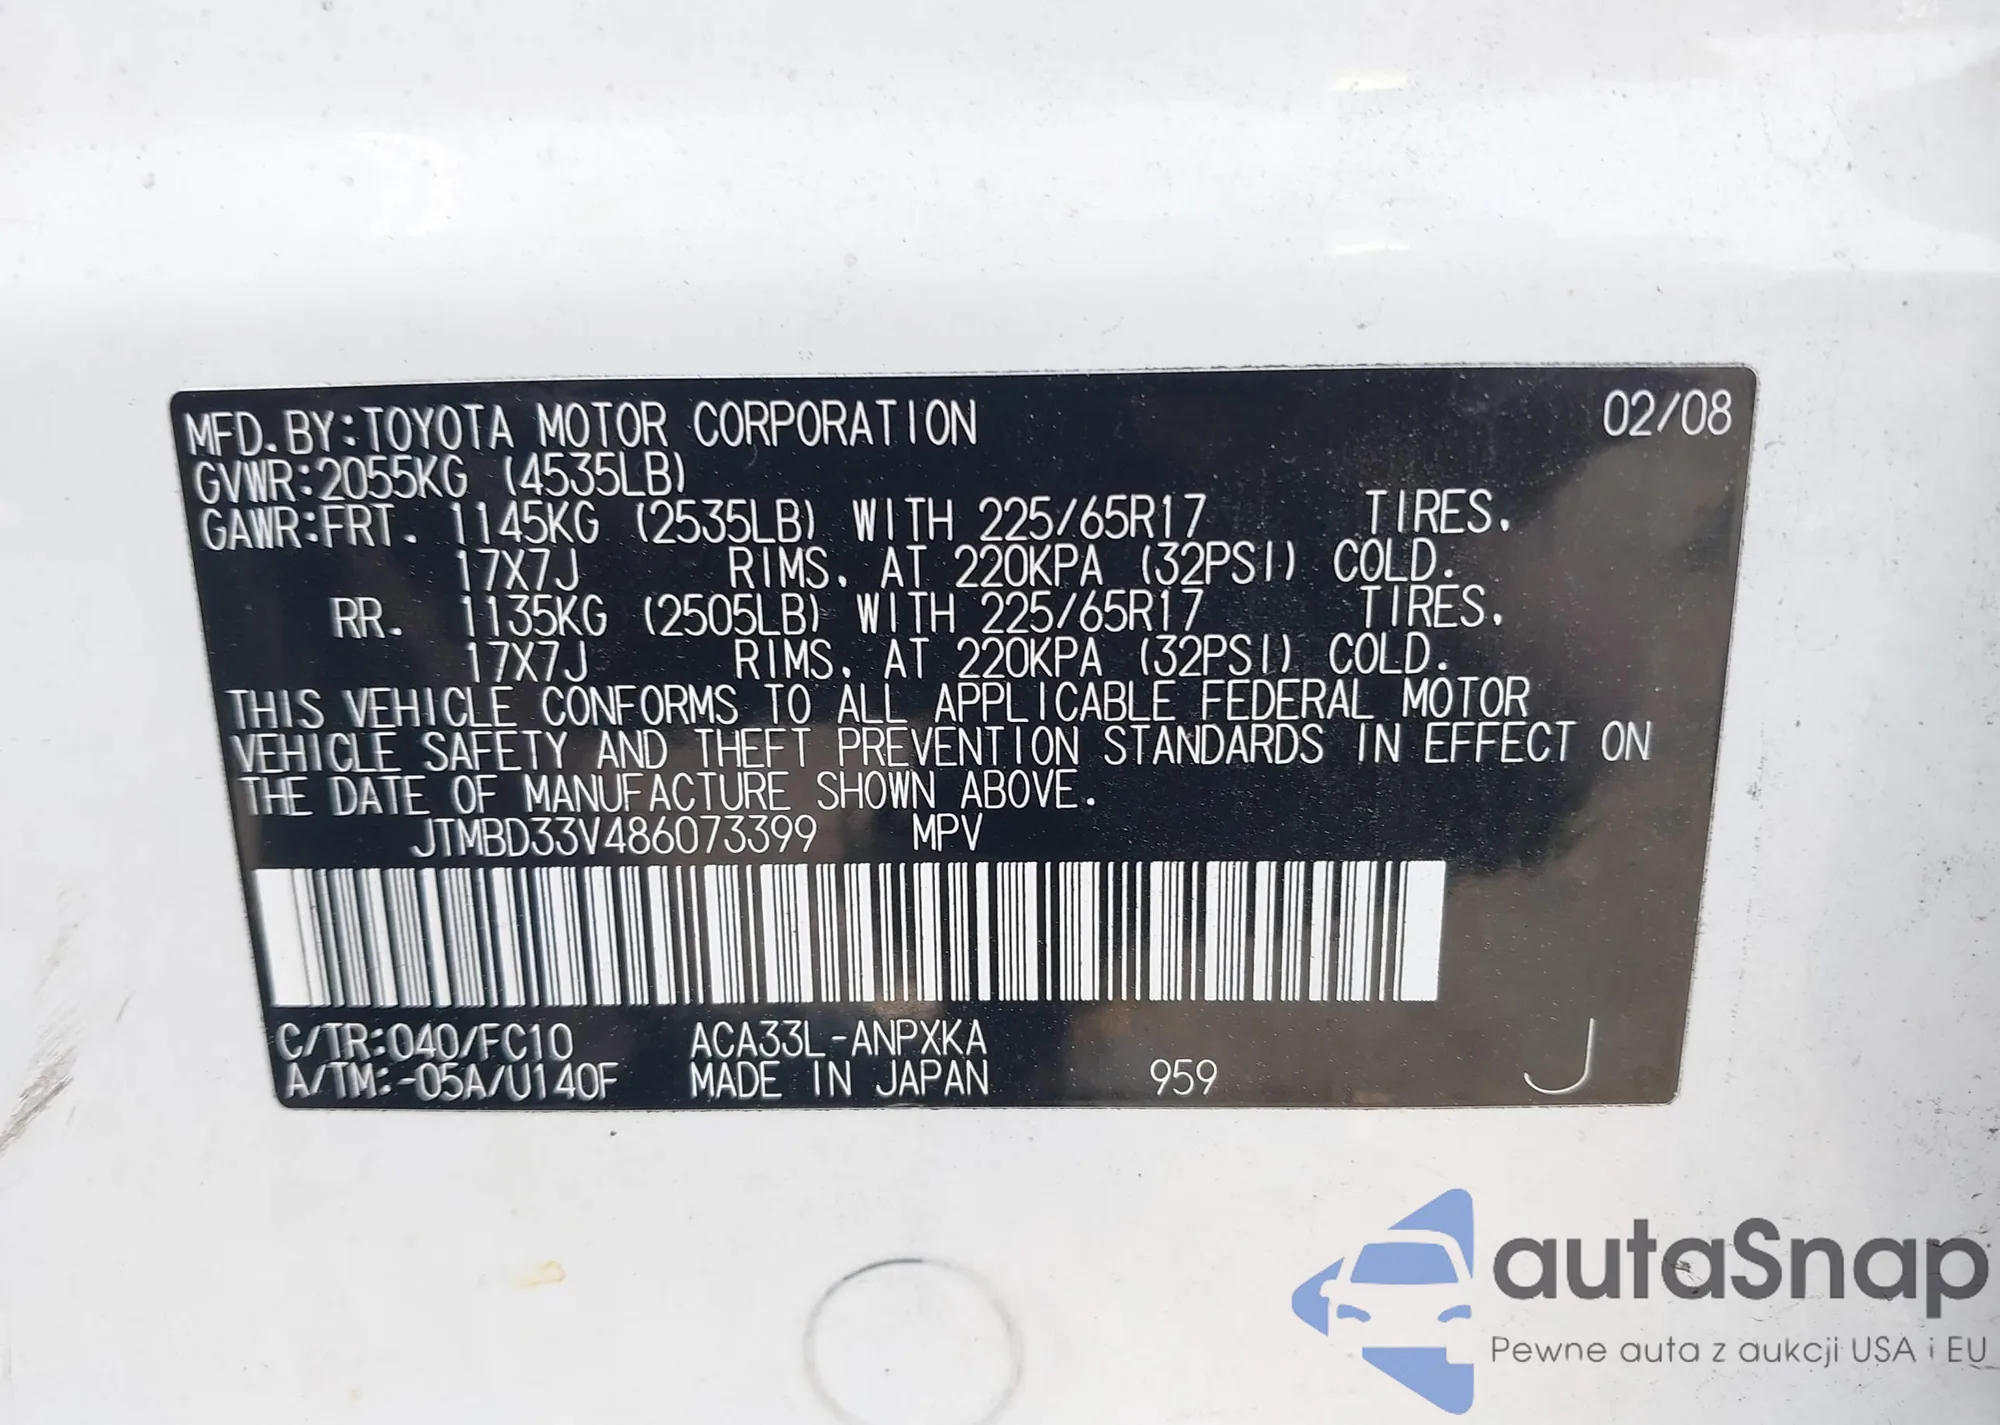 MFD.BY:TOYOTA MOTOR CORPORATION 02/08
GVWR:2055KG (4535LB)
GAWR:FRT. 1145KG (2535LB) WITH 225/65R17 TIRES.
17X7J RIMS. AT 220KPA (32PSI) COLD.
RR. 1135KG (2505LB) WITH 225/65R17 TIRES.
17X7J RIMS. AT 220KPA (32PSI) COLD.
THIS VEHICLE CONFORMS TO ALL APPLICABLE FEDERAL MOTOR
VEHICLE SAFETY AND THEFT PREVENTION STANDARDS IN EFFECT ON
THE DATE OF MANUFACTURE SHOWN ABOVE.
JTMBD33V486073399 MPV
C/TR:040/FC10 ACA33L-ANPXKA
A/TM:-05A/U140F MADE IN JAPAN 959 J
autaSnap
Pewne auta z aukcji USA i EU